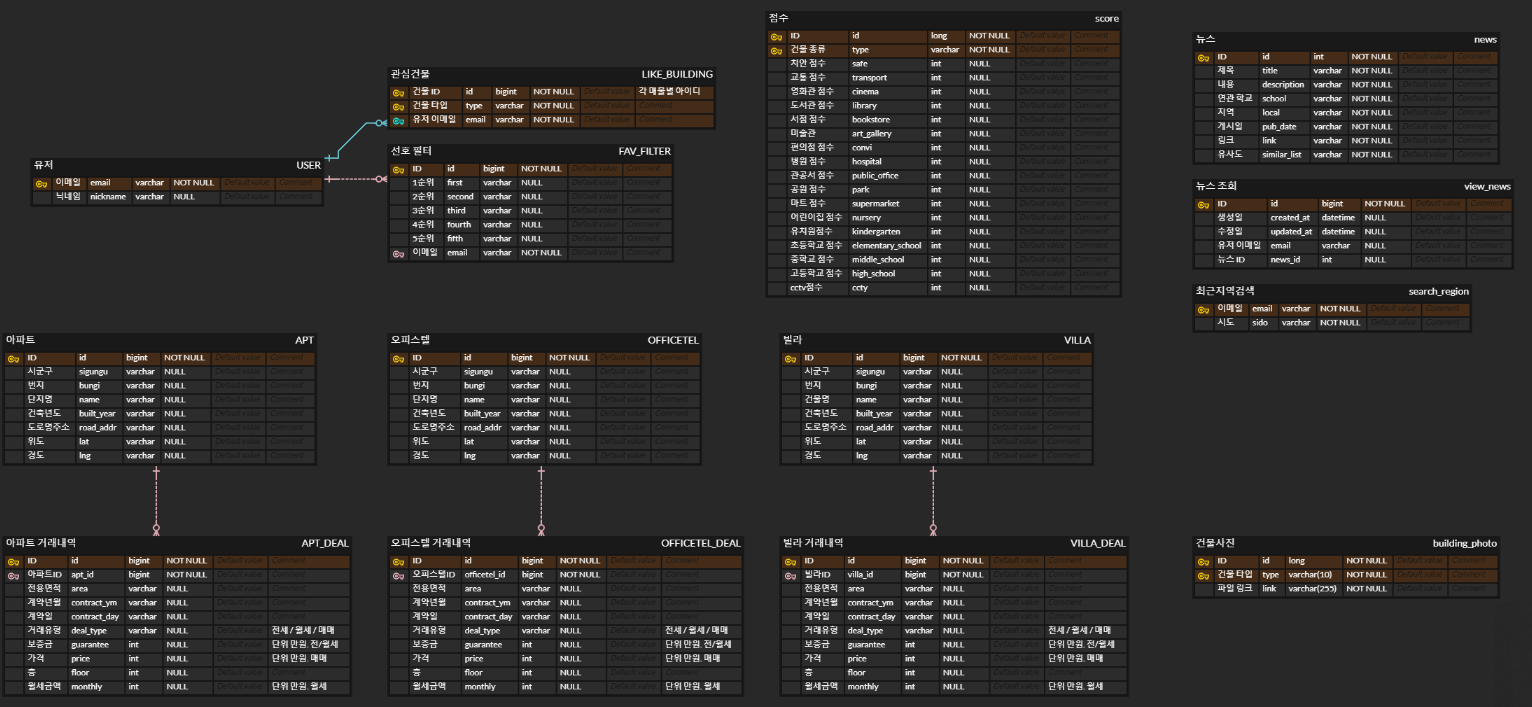 점수 score
ID id long NOT NULL Default value Comment
건물 종류 type varchar NOT NULL Default value Comment
치안 점수 safe int NULL Default value Comment
교통 점수 transport int NULL Default value Comment
영화관 점수 cinema int NULL Default value Comment
도서관 점수 library int NULL Default value Comment
서점 점수 bookstore int NULL Default value Comment
미술관 art_gallery int NULL Default value Comment
편의점 점수 convi int NULL Default value Comment
병원 점수 hospital int NULL Default value Comment
관공서 점수 public_office int NULL Default value Comment
공원 점수 park int NULL Default value Comment
마트 점수 supermarket int NULL Default value Comment
어린이집 점수 nursery int NULL Default value Comment
유치원점수 kindergarten int NULL Default value Comment
초등학교 점수 elementary_school int NULL Default value Comment
중학교 점수 middle_school int NULL Default value Comment
고등학교 점수 high_school int NULL Default value Comment
cctv점수 ccty int NULL Default value Comment
뉴스 news
ID id int NOT NULL Default value Comment
제목 title varchar NOT NULL Default value Comment
내용 description varchar NOT NULL Default value Comment
연관 학교 school varchar NOT NULL Default value Comment
지역 local varchar NOT NULL Default value Comment
게시일 pub_date varchar NOT NULL Default value Comment
링크 link varchar NOT NULL Default value Comment
유사도 similar_list varchar NOT NULL Default value Comment
관심건물 LIKE_BUILDING
건물 ID id bigint NOT NULL Default value 각 매물별 아이디
건물 타입 type varchar NOT NULL Default value Comment
유저 이메일 email varchar NOT NULL Default value Comment
선호 필터 FAV_FILTER
ID id bigint NOT NULL Default value Comment
1순위 first varchar NULL Default value Comment
2순위 second varchar NULL Default value Comment
3순위 third varchar NULL Default value Comment
4순위 fourth varchar NULL Default value Comment
5순위 fifth varchar NULL Default value Comment
이메일 email varchar NOT NULL Default value Comment
유저 USER
이메일 email varchar NOT NULL Default value Comment
닉네임 nickname varchar NULL Default value Comment
뉴스 조회 view_news
ID id bigint NOT NULL Default value Comment
생성일 created_at datetime NULL Default value Comment
수정일 updated_at datetime NULL Default value Comment
유저 이메일 email varchar NULL Default value Comment
뉴스 ID news_id int NULL Default value Comment
최근지역검색 search_region
이메일 email varchar NOT NULL Default value Comment
시도 sido varchar NOT NULL Default value Comment
아파트 APT
ID id bigint NOT NULL Default value Comment
시군구 sigungu varchar NULL Default value Comment
번지 bungi varchar NULL Default value Comment
단지명 name varchar NULL Default value Comment
건축년도 built_year varchar NULL Default value Comment
도로명주소 road_addr varchar NULL Default value Comment
위도 lat varchar NULL Default value Comment
경도 lng varchar NULL Default value Comment
오피스텔 OFFICETEL
ID id bigint NOT NULL Default value Comment
시군구 sigungu varchar NULL Default value Comment
번지 bungi varchar NULL Default value Comment
단지명 name varchar NULL Default value Comment
건축년도 built_year varchar NULL Default value Comment
도로명주소 road_addr varchar NULL Default value Comment
위도 lat varchar NULL Default value Comment
경도 lng varchar NULL Default value Comment
빌라 VILLA
ID id bigint NOT NULL Default value Comment
시군구 sigungu varchar NULL Default value Comment
번지 bungi varchar NULL Default value Comment
건물명 name varchar NULL Default value Comment
건축년도 built_year varchar NULL Default value Comment
도로명주소 road_addr varchar NULL Default value Comment
위도 lat varchar NULL Default value Comment
경도 lng varchar NULL Default value Comment
아파트 거래내역 APT_DEAL
ID id bigint NOT NULL Default value Comment
아파트ID apt_id bigint NOT NULL Default value Comment
전용면적 area varchar NULL Default value Comment
계약년월 contract_ym varchar NULL Default value Comment
계약일 contract_day varchar NULL Default value Comment
거래유형 deal_type varchar NULL Default value 전세 / 월세 / 매매
보증금 guarantee int NULL Default value 단위 만원. 전/월세
가격 price int NULL Default value 단위 만원. 매매
층 floor int NULL Default value Comment
월세금액 monthly int NULL Default value 단위 만원. 월세
오피스텔 거래내역 OFFICETEL_DEAL
ID id bigint NOT NULL Default value Comment
오피스텔ID officetel_id bigint NOT NULL Default value Comment
전용면적 area varchar NULL Default value Comment
계약년월 contract_ym varchar NULL Default value Comment
계약일 contract_day varchar NULL Default value Comment
거래유형 deal_type varchar NULL Default value 전세 / 월세 / 매매
보증금 guarantee int NULL Default value 단위 만원. 전/월세
가격 price int NULL Default value 단위 만원. 매매
층 floor int NULL Default value Comment
월세금액 monthly int NULL Default value 단위 만원. 월세
빌라 거래내역 VILLA_DEAL
ID id bigint NOT NULL Default value Comment
빌라ID villa_id bigint NOT NULL Default value Comment
전용면적 area varchar NULL Default value Comment
계약년월 contract_ym varchar NULL Default value Comment
계약일 contract_day varchar NULL Default value Comment
거래유형 deal_type varchar NULL Default value 전세 / 월세 / 매매
보증금 guarantee int NULL Default value 단위 만원. 전/월세
가격 price int NULL Default value 단위 만원. 매매
층 floor int NULL Default value Comment
월세금액 monthly int NULL Default value 단위 만원. 월세
건물사진 building_photo
ID id long NOT NULL Default value Comment
건물 타입 type varchar(10) NOT NULL Default value Comment
파일 링크 link varchar(255) NOT NULL Default value Comment